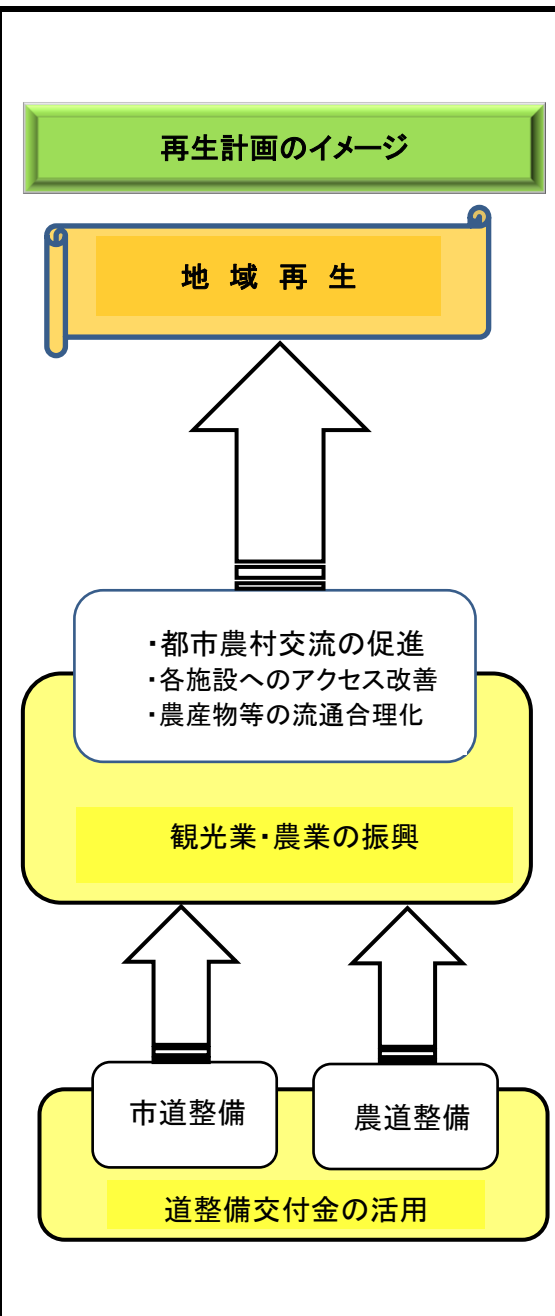 再生計画のイメージ
地 域 再 生
・都市農村交流の促進
・各施設へのアクセス改善
・農産物等の流通合理化
観光業・農業の振興
市道整備
農道整備
道整備交付金の活用